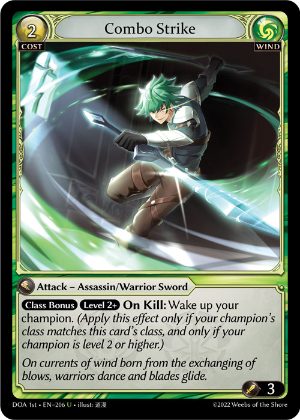 2 Combo Strike
COST WIND
Attack – Assassin/Warrior Sword
Class Bonus Level 2+ On Kill: Wake up your
champion. (Apply this effect only if your champion's
class matches this card's class, and only if your
champion is level 2 or higher.)
On currents of wind born from the exchanging of
blows, warriors dance and blades glide.
3
DOA 1st • EN-206 U • illust: 道湯
©2022 Weebs of the Shore